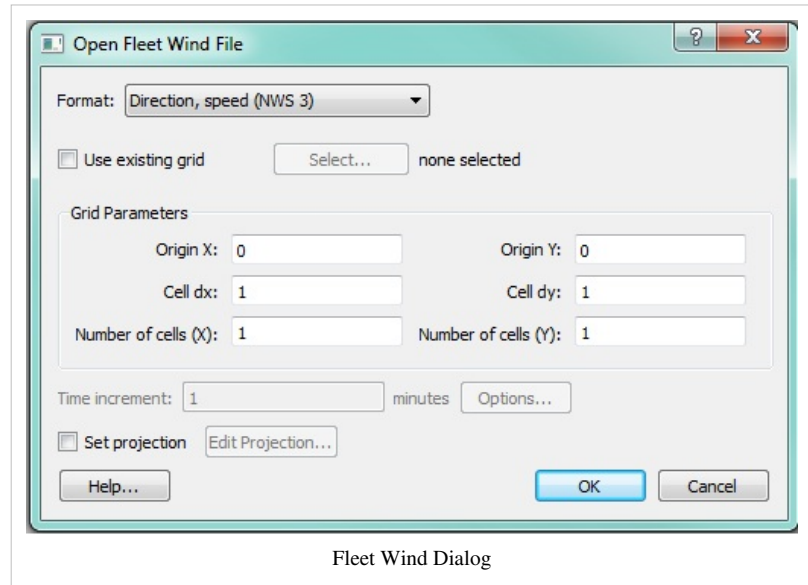 Open Fleet Wind File
Format: Direction, speed (NWS 3)
Use existing grid Select... none selected
Grid Parameters
Origin X: 0 Origin Y: 0
Cell dx: 1 Cell dy: 1
Number of cells (X): 1 Number of cells (Y): 1
Time increment: 1 minutes Options...
Set projection Edit Projection...
Help... OK Cancel
Fleet Wind Dialog